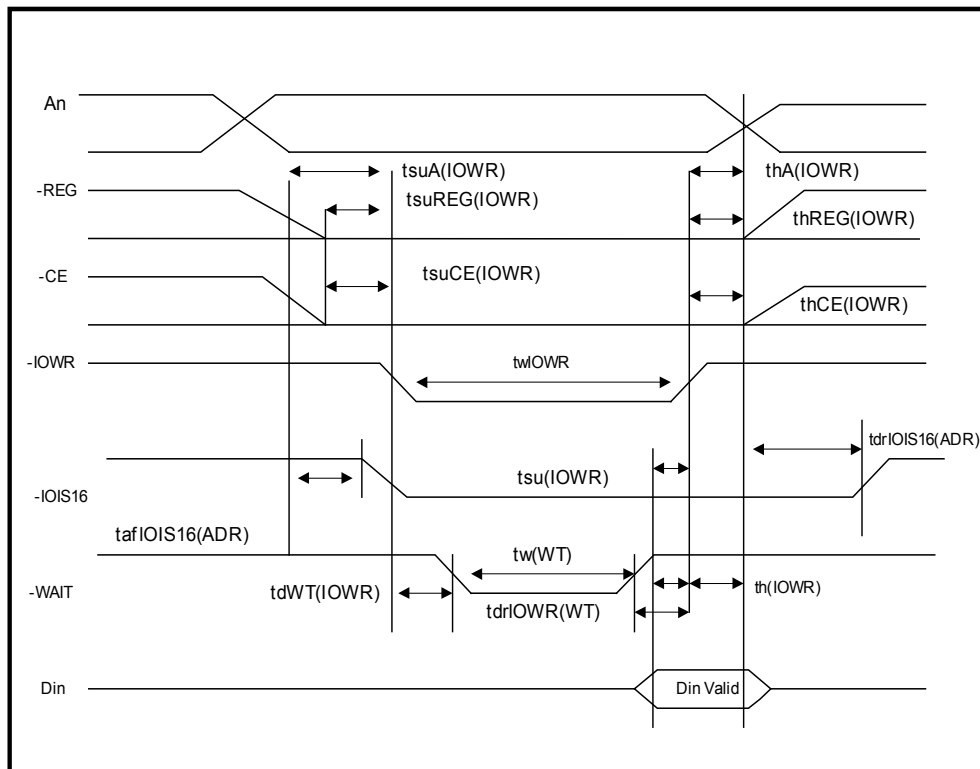 An
tsuA(IOWR)
thA(IOWR)
-REG
tsuREG(IOWR)
thREG(IOWR)
-CE
tsuCE(IOWR)
thCE(IOWR)
-IOWR
twIOWR
tdrIOIS16(ADR)
tsu(IOWR)
-IOIS16
tafIOIS16(ADR)
tw(WT)
-WAIT
tdWT(IOWR)
th(IOWR)
tdrIOWR(WT)
Din
Din Valid